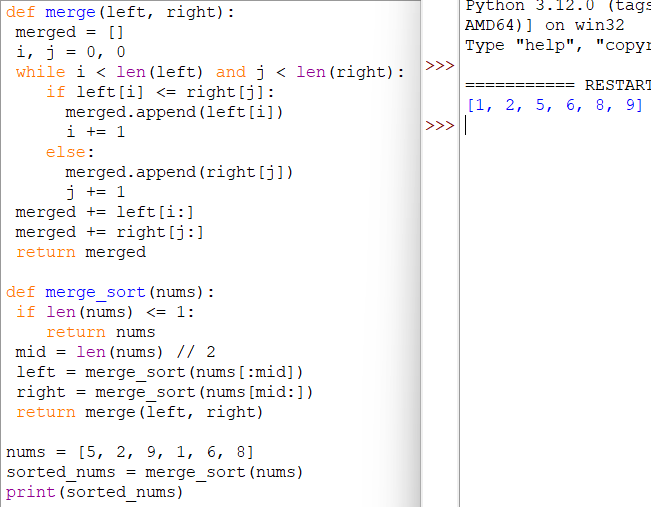 def merge(left, right):
 merged = []
 i, j = 0, 0
 while i < len(left) and j < len(right):
    if left[i] <= right[j]:
      merged.append(left[i])
      i += 1
    else:
      merged.append(right[j])
      j += 1
 merged += left[i:]
 merged += right[j:]
 return merged

def merge_sort(nums):
 if len(nums) <= 1:
    return nums
 mid = len(nums) // 2
 left = merge_sort(nums[:mid])
 right = merge_sort(nums[mid:])
 return merge(left, right)

nums = [5, 2, 9, 1, 6, 8]
sorted_nums = merge_sort(nums)
print(sorted_nums)
Python 3.12.0 (tags
AMD64)] on win32
Type "help", "copyr
>>>
=========== RESTART
[1, 2, 5, 6, 8, 9]
>>>